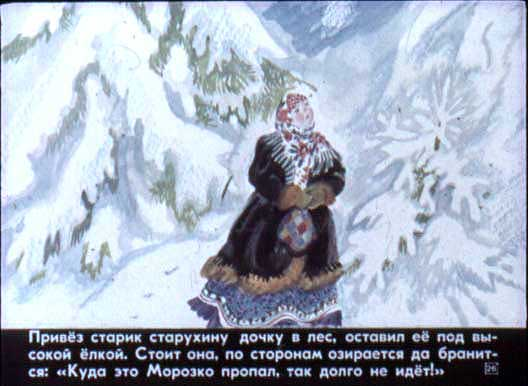 Привёз старик старухину дочку в лес, оставил её под вы-
сокой ёлкой. Стоит она, по сторонам озирается да бранит-
ся: «Куда это Морозко пропал, так долго не идёт!» 26